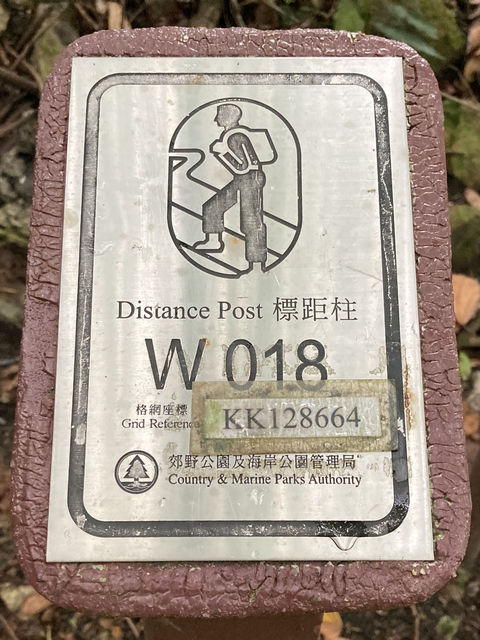 Distance Post 標距柱
W 018
格網座標
Grid Reference
KK128664
郊野公園及海岸公園管理局
Country & Marine Parks Authority